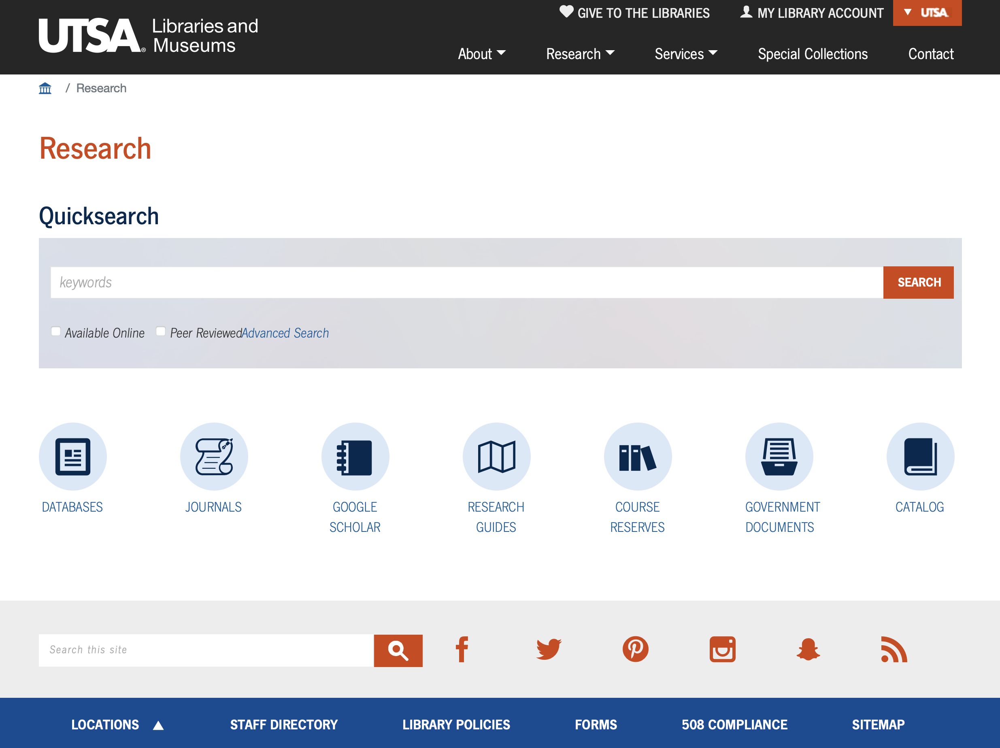 GIVE TO THE LIBRARIES
MY LIBRARY ACCOUNT
UTSA
UTSA® Libraries and
Museums
About
Research
Services
Special Collections
Contact
/ Research
Research
Quicksearch
keywords
SEARCH
Available Online
Peer Reviewed
Advanced Search
DATABASES
JOURNALS
GOOGLE
SCHOLAR
RESEARCH
GUIDES
COURSE
RESERVES
GOVERNMENT
DOCUMENTS
CATALOG
Search this site
LOCATIONS
STAFF DIRECTORY
LIBRARY POLICIES
FORMS
508 COMPLIANCE
SITEMAP